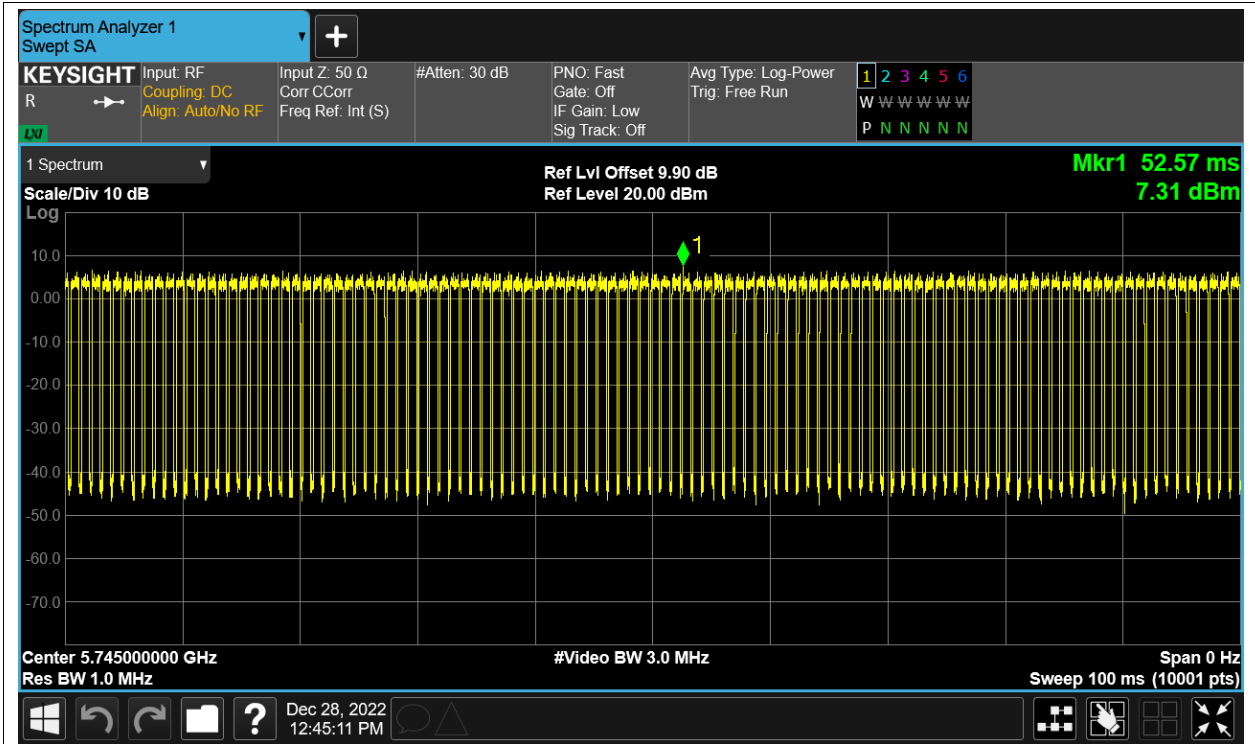 Spectrum Analyzer 1
Swept SA
+
KEYSIGHT Input: RF Input Z: 50 Ω #Atten: 30 dB PNO: Fast Avg Type: Log-Power 1 2 3 4 5 6
R Coupling: DC Corr CCorr Gate: Off Trig: Free Run
Align: Auto/No RF Freq Ref: Int (S) IF Gain: Low W W W W W W
LXI Sig Track: Off P N N N N N
1 Spectrum
Ref Lvl Offset 9.90 dB Mkr1 52.57 ms
Scale/Div 10 dB Ref Level 20.00 dBm 7.31 dBm
Log
1
10.0
0.00
-10.0
-20.0
-30.0
-40.0
-50.0
-60.0
-70.0
Center 5.745000000 GHz #Video BW 3.0 MHz Span 0 Hz
Res BW 1.0 MHz Sweep 100 ms (10001 pts)
? Dec 28, 2022
12:45:11 PM